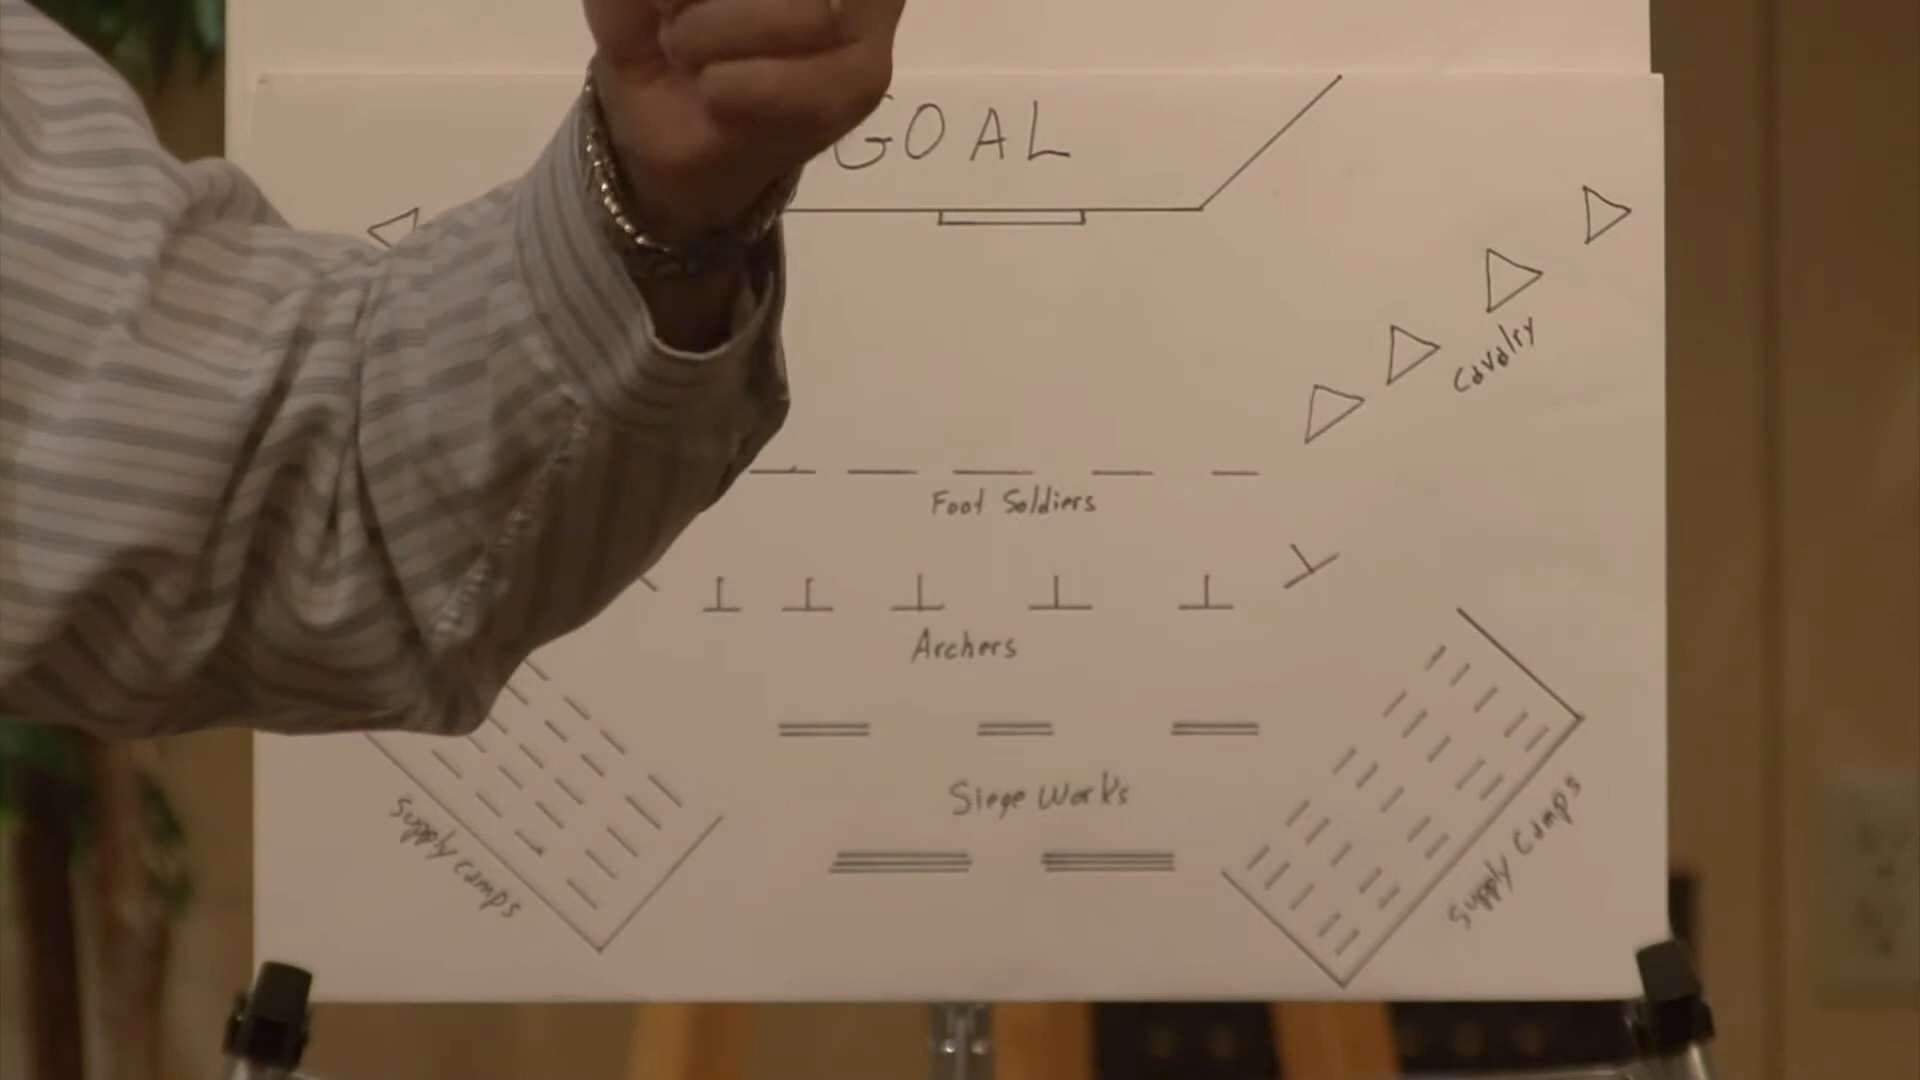 GOAL
Cavalry
Foot Soldiers
Archers
Siege Works
Supply Camps
Supply Camps